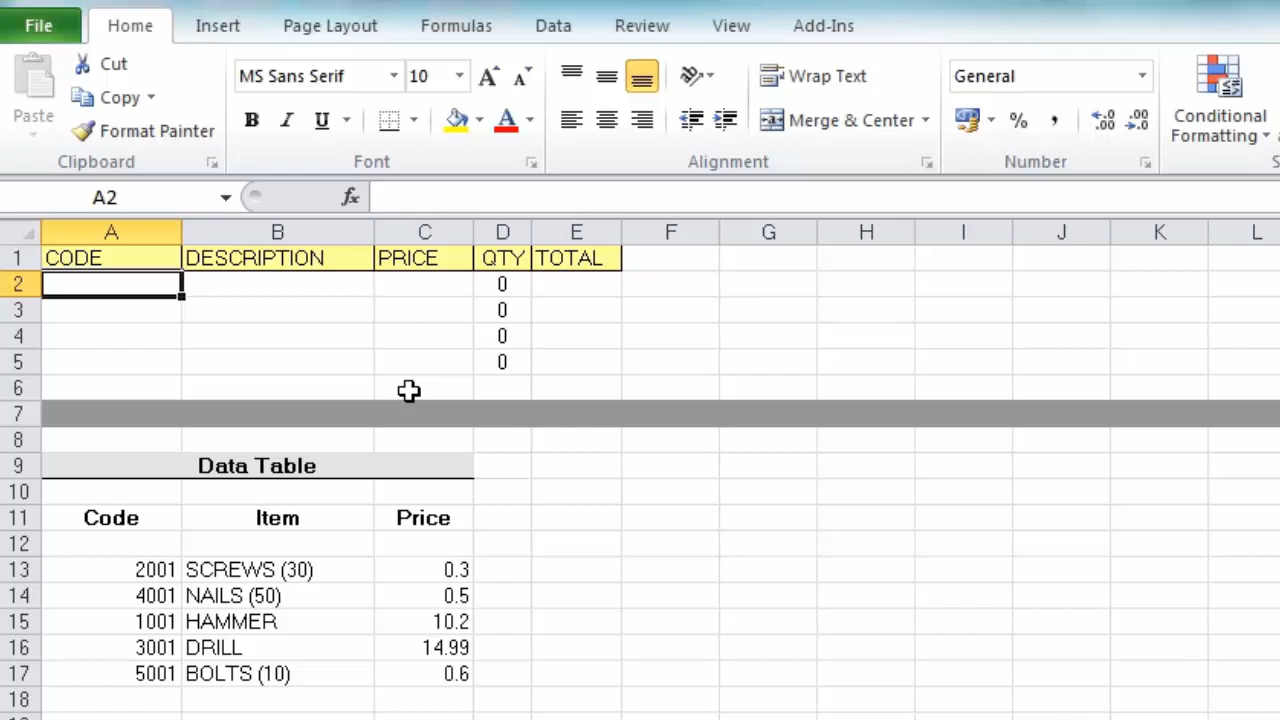 File Home Insert Page Layout Formulas Data Review View Add-Ins
Paste
Cut
Copy
Format Painter
Clipboard
MS Sans Serif 10 A A
B I U A
Font
Wrap Text
Merge & Center
Alignment
General
% , .00 .00
Number
Conditional
Formatting
A2 fx
A B C D E F G H I J K L
1 CODE DESCRIPTION PRICE QTY TOTAL
2 0
3 0
4 0
5 0
6
7
8
9 Data Table
10
11 Code Item Price
12
13 2001 SCREWS (30) 0.3
14 4001 NAILS (50) 0.5
15 1001 HAMMER 10.2
16 3001 DRILL 14.99
17 5001 BOLTS (10) 0.6
18